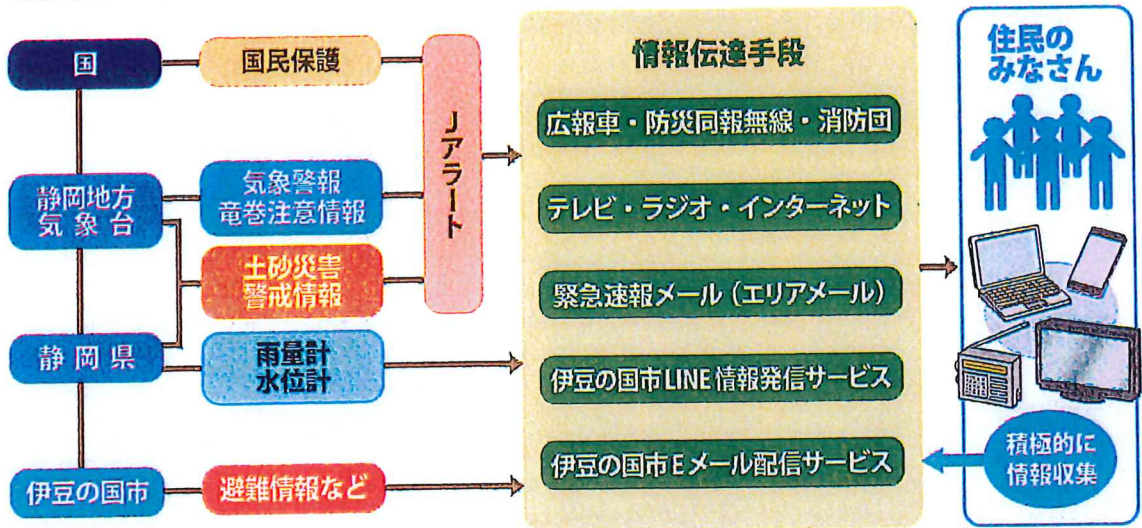 国
国民保護
静岡地方
気象台
気象警報
竜巻注意情報
土砂災害
警戒情報
静岡県
雨量計
水位計
伊豆の国市
避難情報など
Jアラート
情報伝達手段
広報車・防災同報無線・消防団
テレビ・ラジオ・インターネット
緊急速報メール(エリアメール)
伊豆の国市LINE情報発信サービス
伊豆の国市Eメール配信サービス
住民の
みなさん
積極的に
情報収集